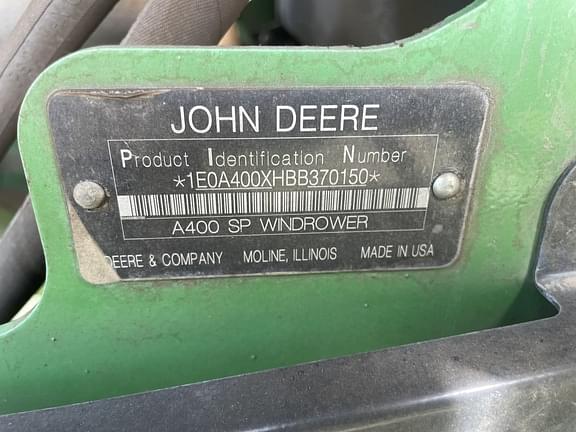 JOHN DEERE
Product Identification Number
*1E0A400XHBB370150*
A400 SP WINDROWER
DEERE & COMPANY MOLINE, ILLINOIS MADE IN USA